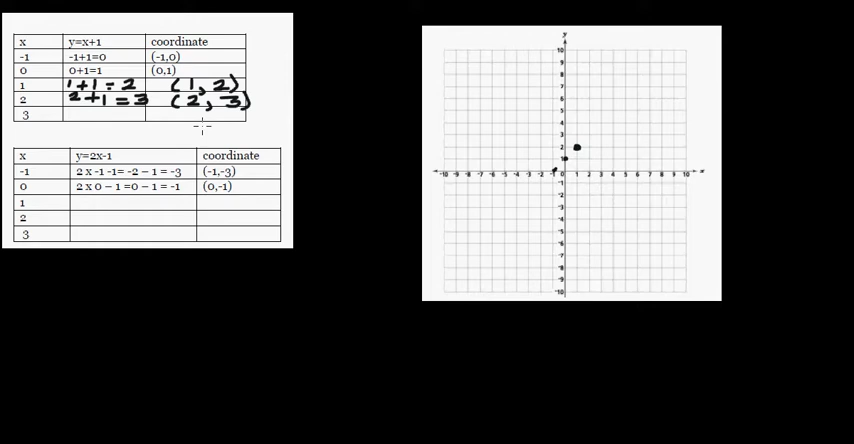 x y=x+1 coordinate
-1 -1+1=0 (-1,0)
0 0+1=1 (0,1)
1 1+1=2 (1,2)
2 2+1=3 (2,3)
3
x y=2x-1 coordinate
-1 2 x -1 -1= -2 – 1 = -3 (-1,-3)
0 2 x 0 – 1 =0 – 1 = -1 (0,-1)
1
2
3
y
10
9
8
7
6
5
4
3
2
1
-10 -9 -8 -7 -6 -5 -4 -3 -2 -1 0 1 2 3 4 5 6 7 8 9 10 x
-1
-2
-3
-4
-5
-6
-7
-8
-9
-10